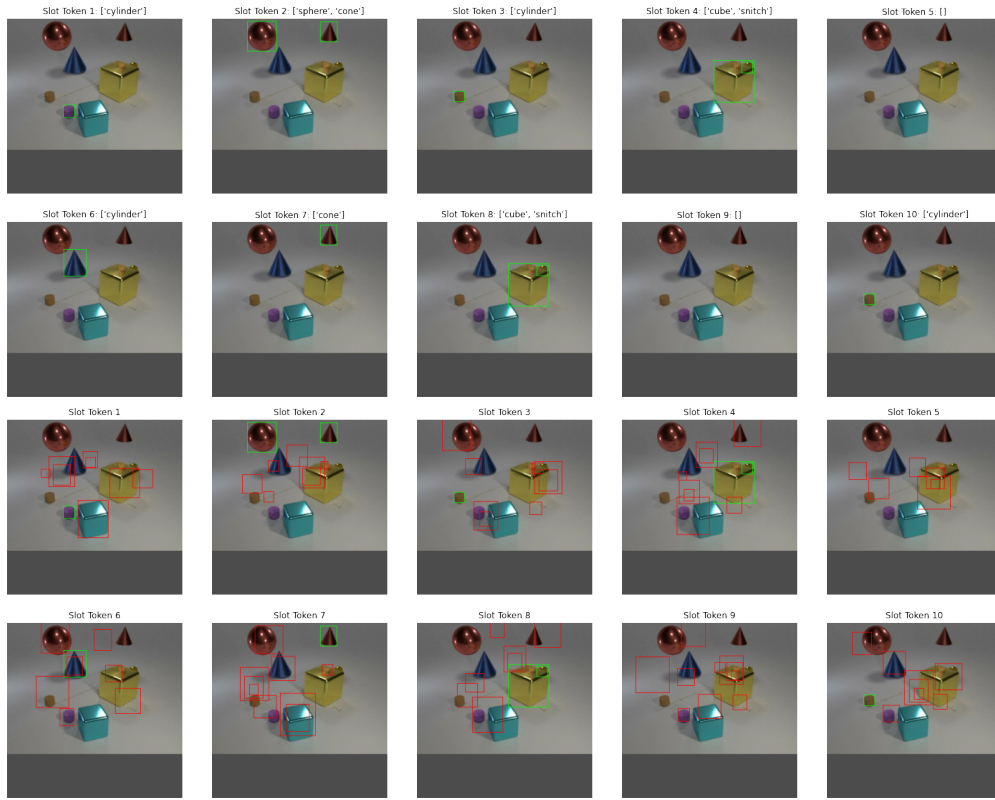 Slot Token 1: ['cylinder']
Slot Token 2: ['sphere', 'cone']
Slot Token 3: ['cylinder']
Slot Token 4: ['cube', 'snitch']
Slot Token 5: []
Slot Token 6: ['cylinder']
Slot Token 7: ['cone']
Slot Token 8: ['cube', 'snitch']
Slot Token 9: []
Slot Token 10: ['cylinder']
Slot Token 1
Slot Token 2
Slot Token 3
Slot Token 4
Slot Token 5
Slot Token 6
Slot Token 7
Slot Token 8
Slot Token 9
Slot Token 10